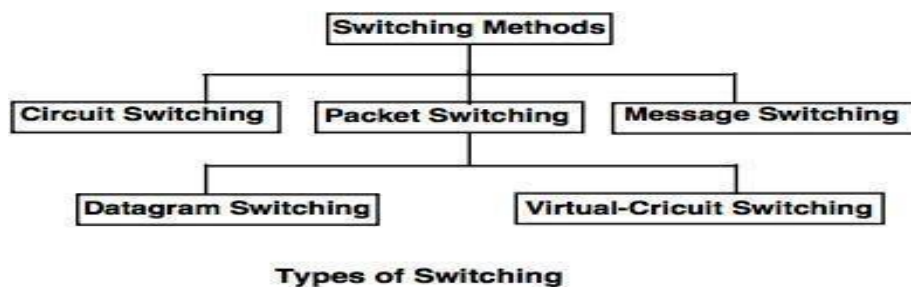 Switching Methods
Circuit Switching
Packet Switching
Message Switching
Datagram Switching
Virtual-Cricuit Switching
Types of Switching